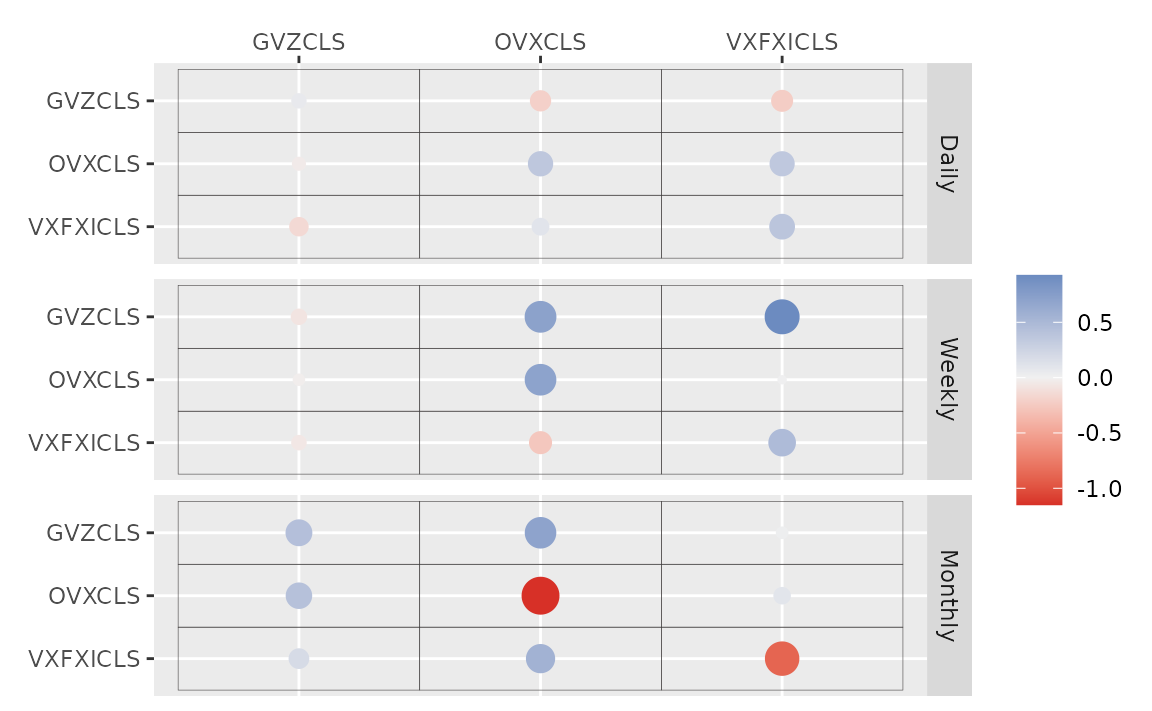 GVZCLS OVXCLS VXFXICLS
GVZCLS
OVXCLS
VXFXICLS
Daily
GVZCLS
OVXCLS
VXFXICLS
Weekly
GVZCLS
OVXCLS
VXFXICLS
Monthly
0.5
0.0
-0.5
-1.0